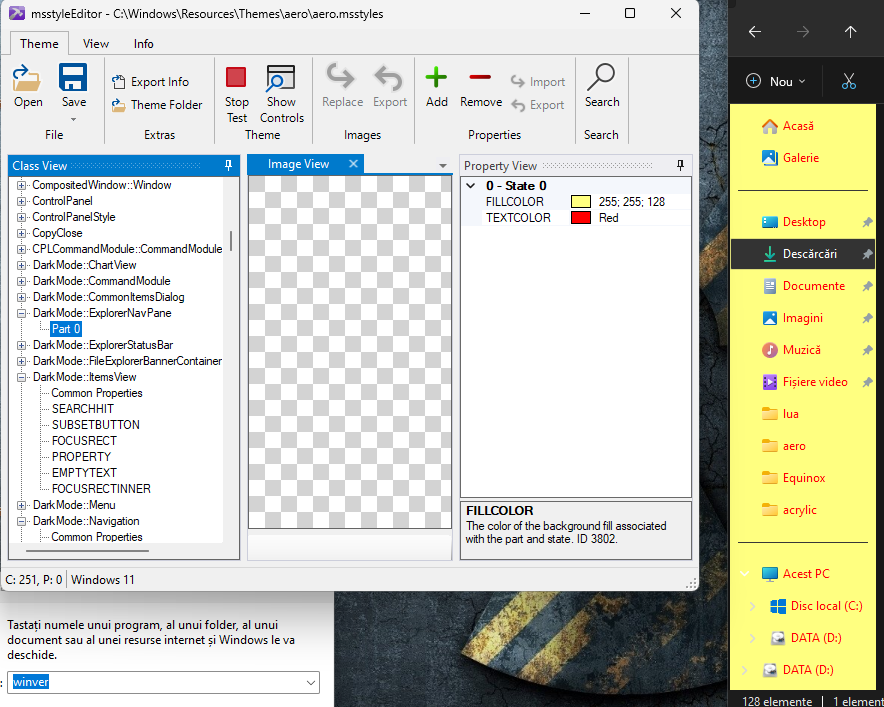 msstyleEditor - C:\Windows\Resources\Themes\aero\aero.msstyles
Theme View Info
Open
Save
File
Export Info
Theme Folder
Extras
Stop Test
Show Controls
Theme
Replace
Export
Images
Add
Remove
Import
Export
Properties
Search
Search
Class View
CompositedWindow::Window
ControlPanel
ControlPanelStyle
CopyClose
CPLCommandModule::CommandModule
DarkMode::ChartView
DarkMode::CommandModule
DarkMode::CommonItemsDialog
DarkMode::ExplorerNavPane
Part 0
DarkMode::ExplorerStatusBar
DarkMode::FileExplorerBannerContainer
DarkMode::ItemsView
Common Properties
SEARCHHIT
SUBSETBUTTON
FOCUSRECT
PROPERTY
EMPTYTEXT
FOCUSRECTINNER
DarkMode::Menu
DarkMode::Navigation
Common Properties
Image View
Property View
0 - State 0
FILLCOLOR 255; 255; 128
TEXTCOLOR Red
FILLCOLOR
The color of the background fill associated
with the part and state. ID 3802.
C: 251, P: 0 Windows 11
Tastați numele unui program, al unui folder, al unui
document sau al unei resurse internet și Windows le va
deschide.
: winver
Nou
Acasă
Galerie
Desktop
Descărcări
Documente
Imagini
Muzică
Fișiere video
lua
aero
Equinox
acrylic
Acest PC
Disc local (C:)
DATA (D:)
DATA (D:)
128 elemente 1 element